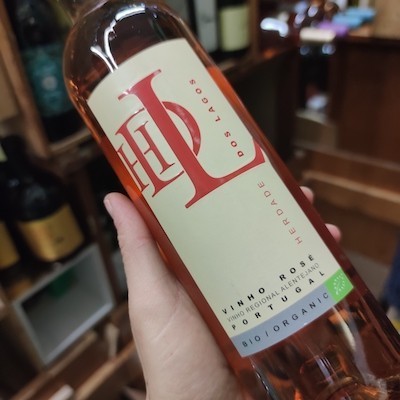 HDL
HERDADE
DOS LAGOS
VINHO ROSÉ
VINHO REGIONAL ALENTEJANO
PORTUGAL
BIO | ORGANIC